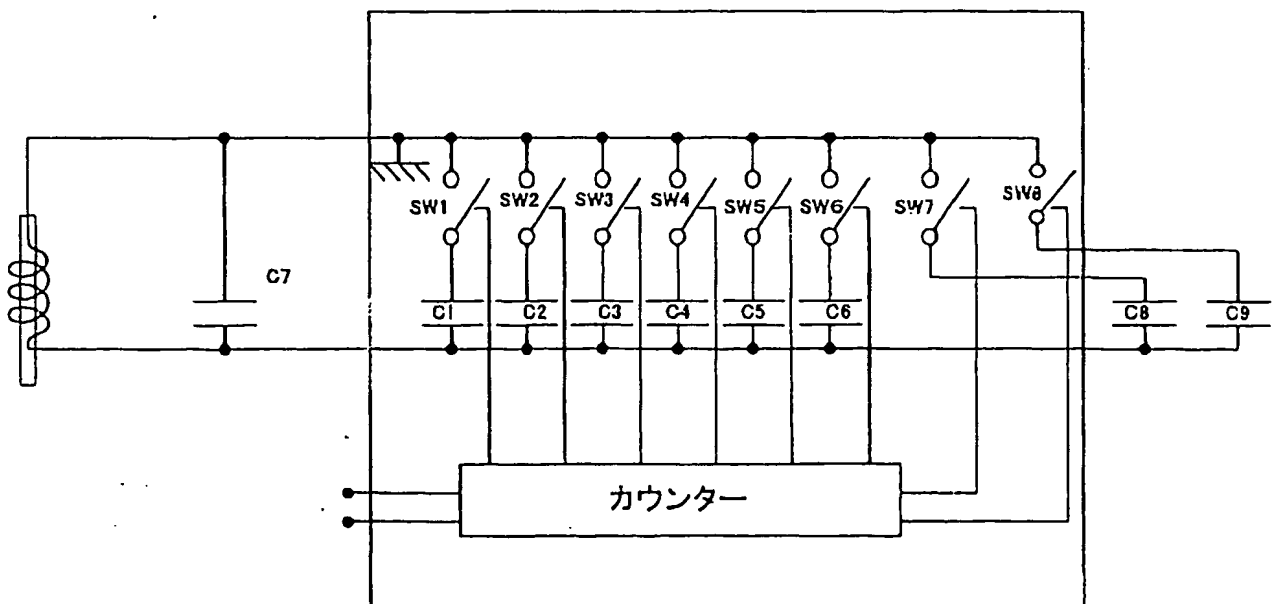 SW1 SW2 SW3 SW4 SW5 SW6 SW7 SW8
C7
C1 C2 C3 C4 C5 C6 C8 C9
カウンター